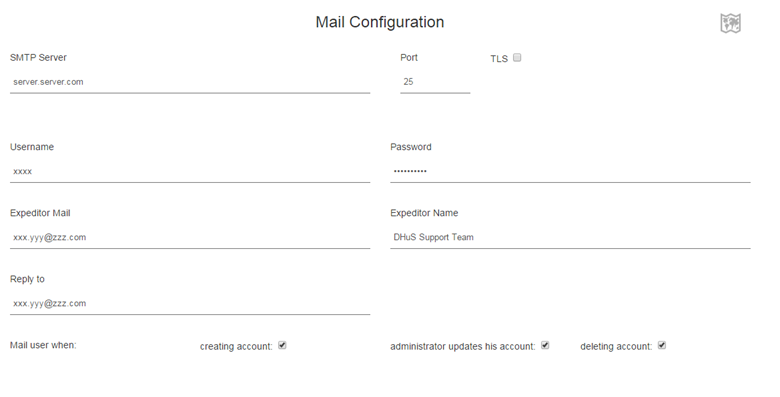 Mail Configuration
SMTP Server
Port
TLS
server.server.com
25
Username
Password
xxxx
••••••••••
Expeditor Mail
Expeditor Name
xxx.yyy@zzz.com
DHuS Support Team
Reply to
xxx.yyy@zzz.com
Mail user when:
creating account:
administrator updates his account:
deleting account: